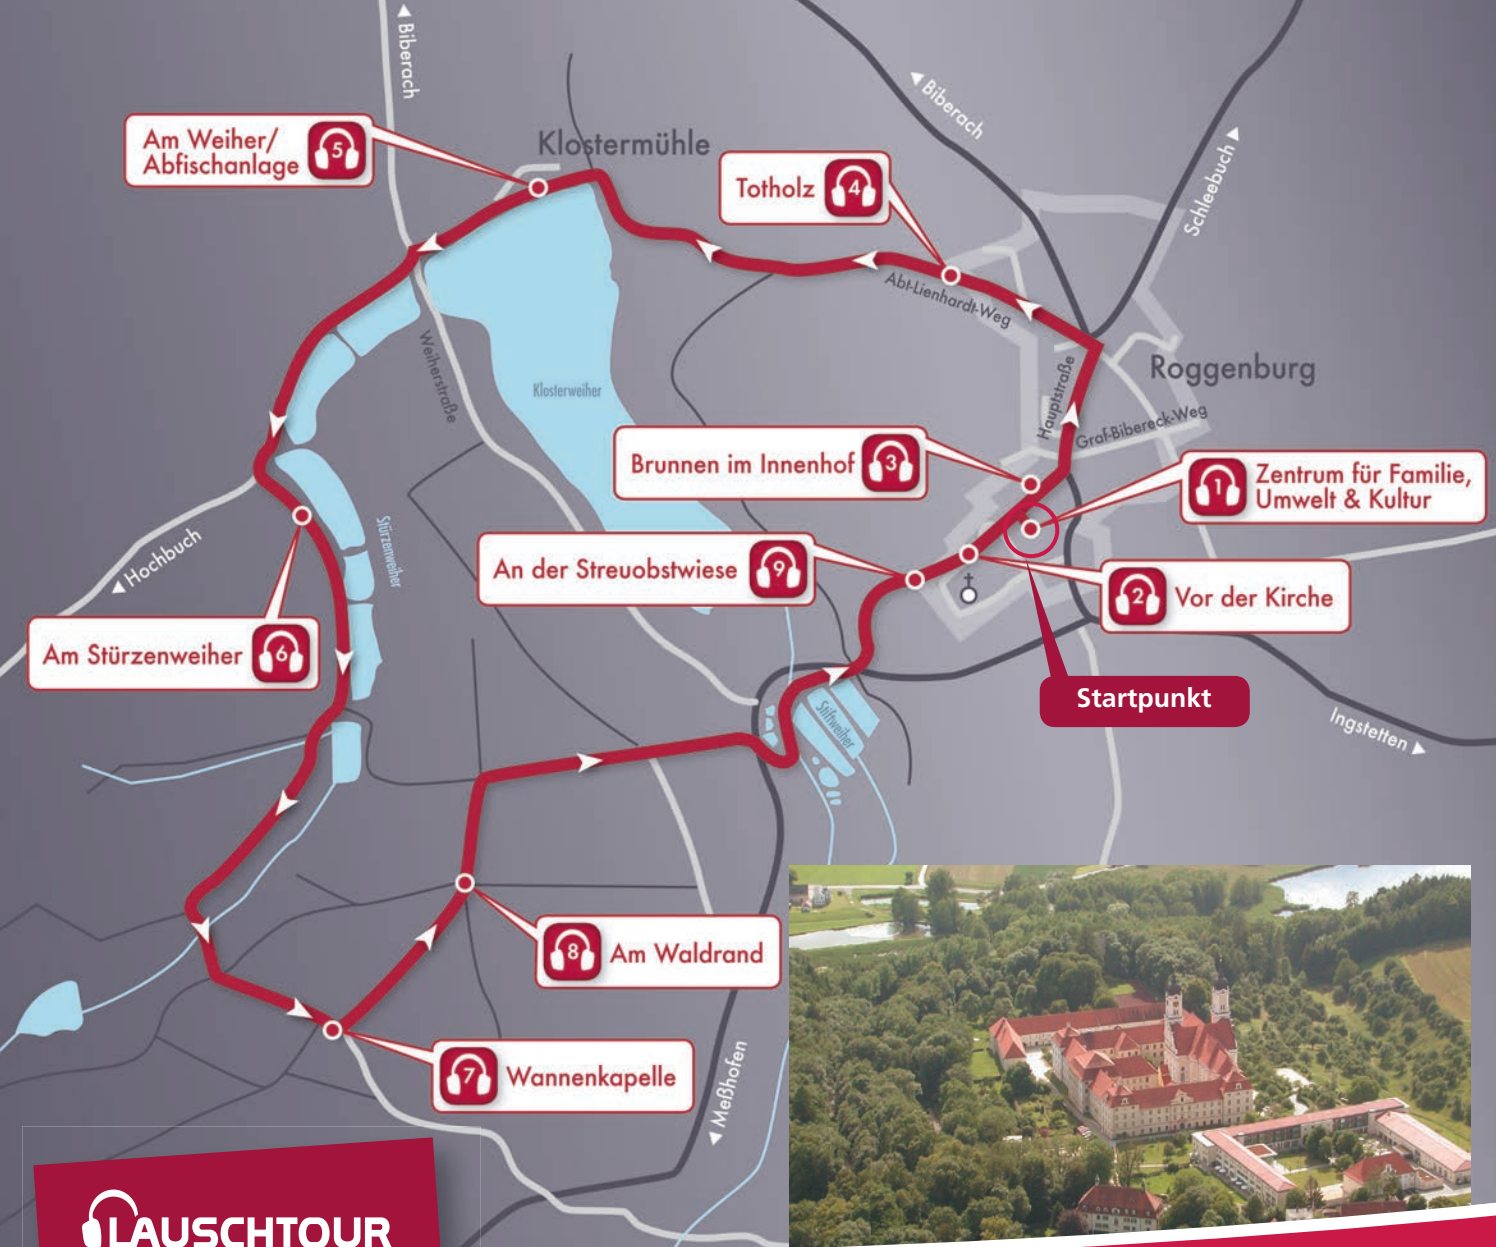 Biberach
Biberach
Schleebuch
Am Weiher/
Abfischanlage
5
Klostermühle
Totholz
4
Abt-Lienhardt-Weg
Weiherstraße
Klosterweiher
Hauptstraße
Roggenburg
Graf-Bibereck-Weg
Brunnen im Innenhof
3
1
Zentrum für Familie,
Umwelt & Kultur
Hochbuch
Stürzenweiher
An der Streuobstwiese
9
2
Vor der Kirche
Am Stürzenweiher
6
Startpunkt
Stiftweiher
Ingstetten
8
Am Waldrand
7
Wannenkapelle
Meßhofen
LAUSCHTOUR